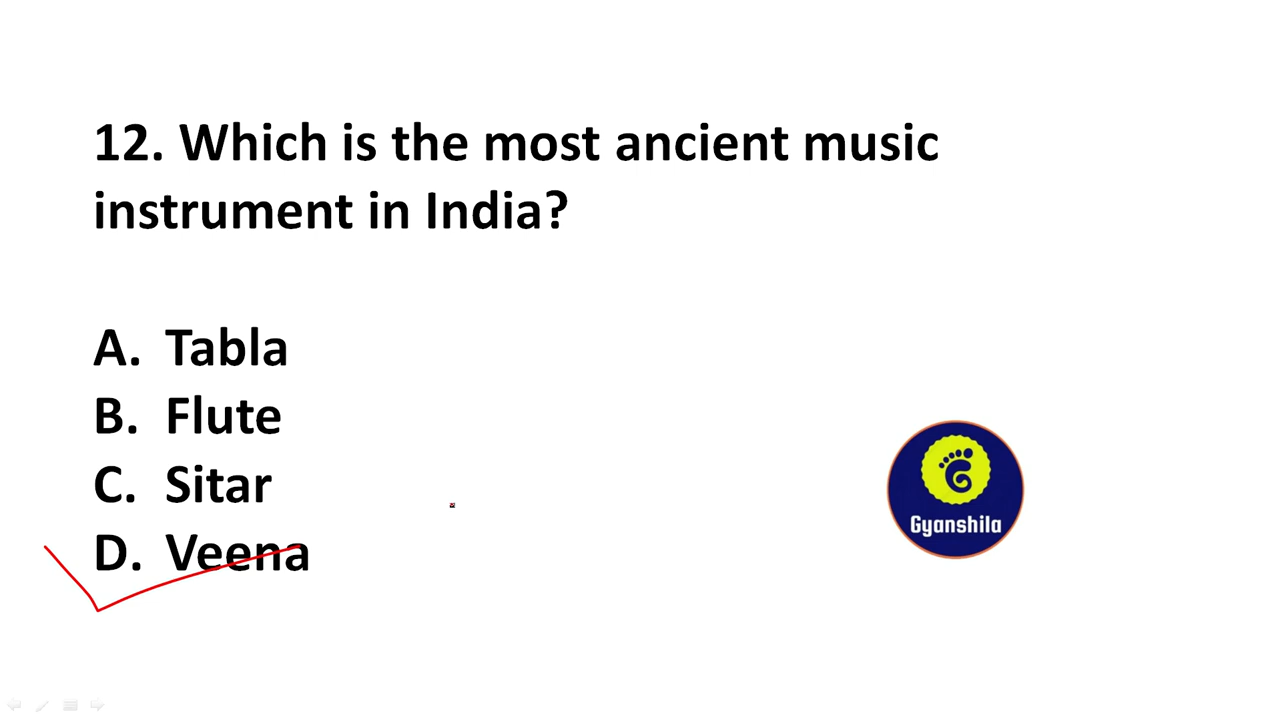 12. Which is the most ancient music
instrument in India?
A. Tabla
B. Flute
C. Sitar
D. Veena
Gyanshila